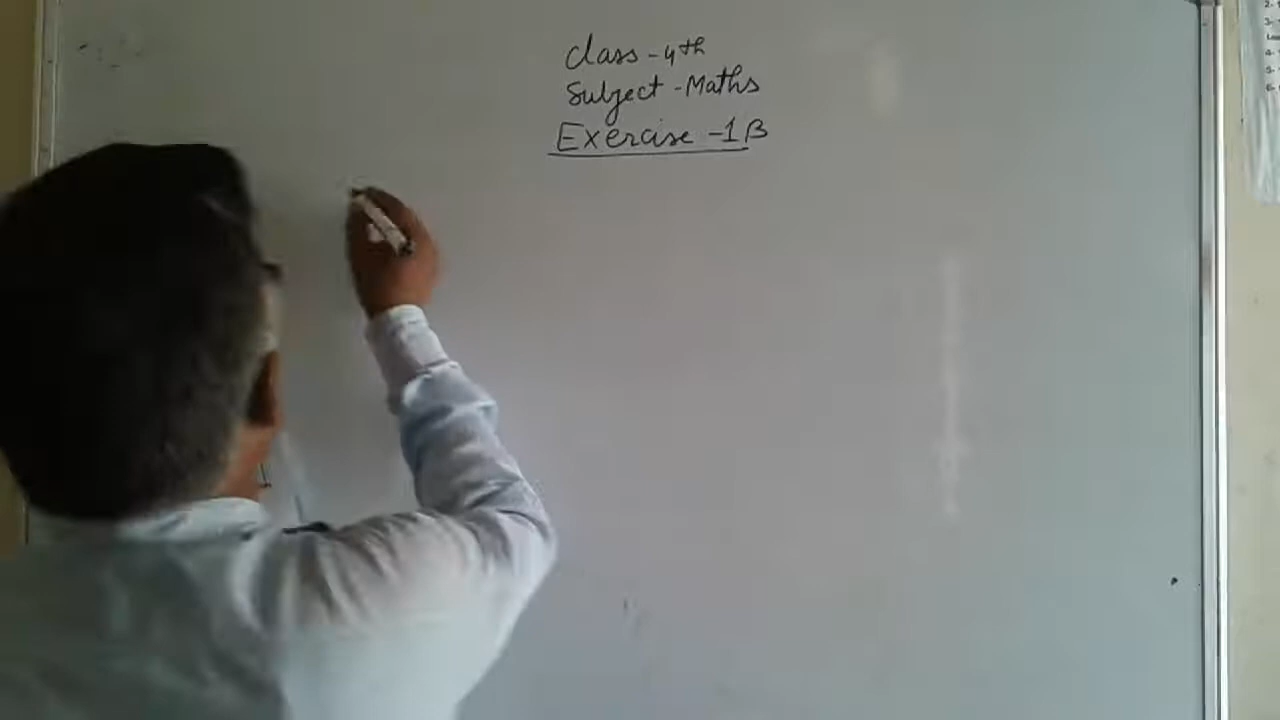 Class - 4th
Subject - Maths
Exercise - 1B